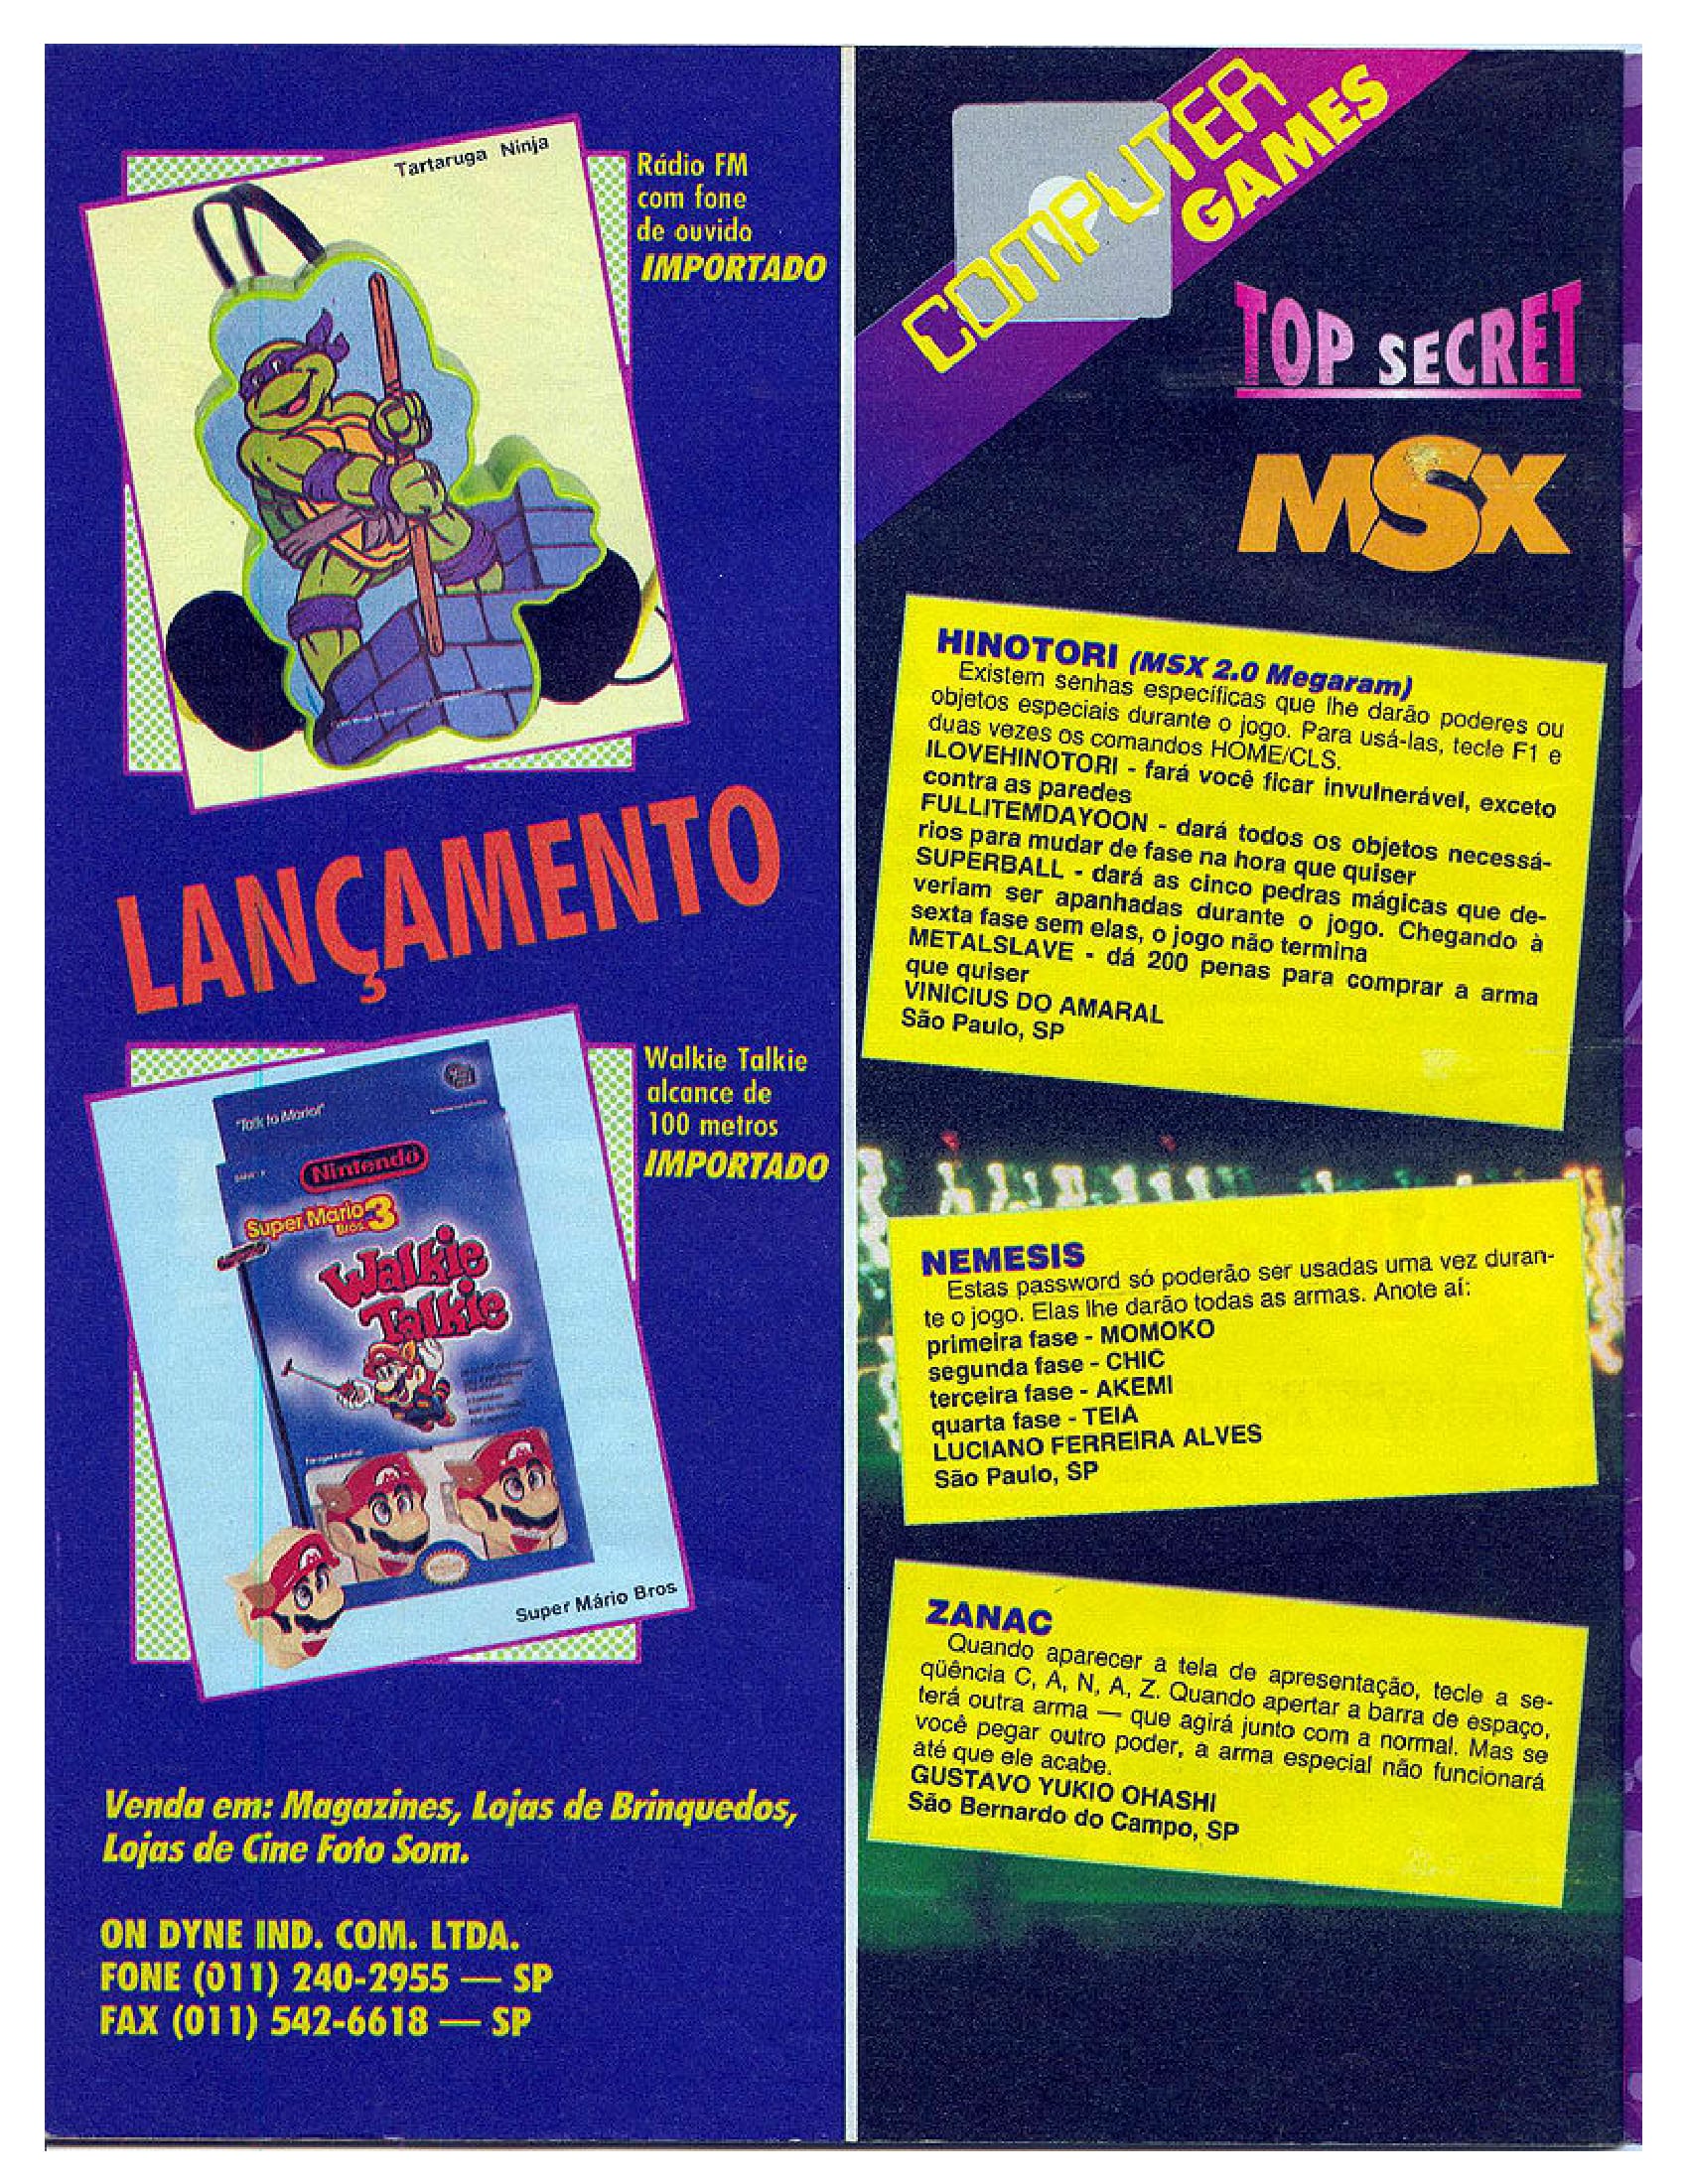 Tartaruga Ninja
Rádio FM
com fone
de ouvido
IMPORTADO
LANÇAMENTO
Walkie Talkie
alcance de
100 metros
IMPORTADO
"Talk to Mario!"
Nintendo
Super Mario
Bros. 3
Walkie
Talkie
Super Mário Bros
Venda em: Magazines, Lojas de Brinquedos,
Lojas de Cine Foto Som.
ON DYNE IND. COM. LTDA.
FONE (011) 240-2955 — SP
FAX (011) 542-6618 — SP
COMPUTER
GAMES
TOP SECRET
MSX
HINOTORI (MSX 2.0 Megaram)
Existem senhas específicas que lhe darão poderes ou
objetos especiais durante o jogo. Para usá-las, tecle F1 e
duas vezes os comandos HOME/CLS.
ILOVEHINOTORI - fará você ficar invulnerável, exceto
contra as paredes
FULLITEMDAYOON - dará todos os objetos necessá-
rios para mudar de fase na hora que quiser
SUPERBALL - dará as cinco pedras mágicas que de-
veriam ser apanhadas durante o jogo. Chegando à
sexta fase sem elas, o jogo não termina
METALSLAVE - dá 200 penas para comprar a arma
que quiser
VINICIUS DO AMARAL
São Paulo, SP
NEMESIS
Estas password só poderão ser usadas uma vez duran-
te o jogo. Elas lhe darão todas as armas. Anote aí:
primeira fase - MOMOKO
segunda fase - CHIC
terceira fase - AKEMI
quarta fase - TEIA
LUCIANO FERREIRA ALVES
São Paulo, SP
ZANAC
Quando aparecer a tela de apresentação, tecle a se-
qüência C, A, N, A, Z. Quando apertar a barra de espaço,
terá outra arma — que agirá junto com a normal. Mas se
você pegar outro poder, a arma especial não funcionará
até que ele acabe.
GUSTAVO YUKIO OHASHI
São Bernardo do Campo, SP